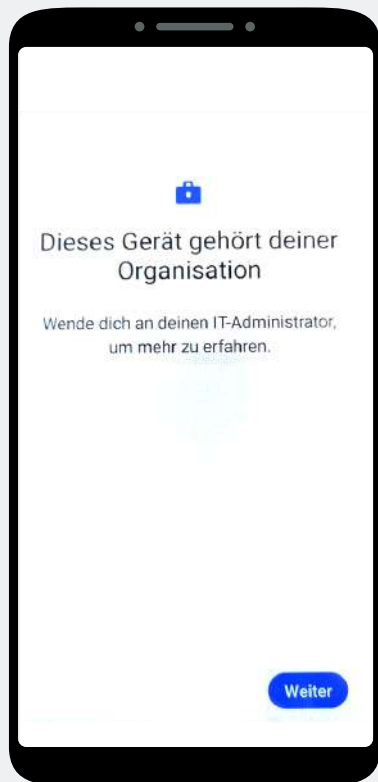 Dieses Gerät gehört deiner
Organisation
Wende dich an deinen IT-Administrator,
um mehr zu erfahren.
Weiter